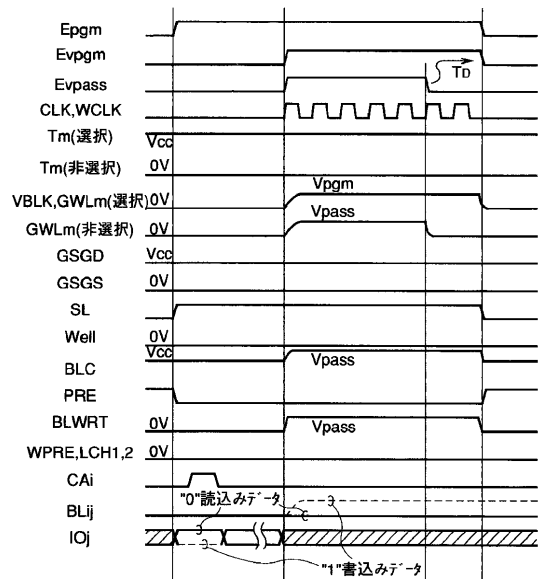 Epgm
Evpgm
Evpass
TD
CLK,WCLK
Tm(選択)
Vcc
Tm(非選択) 0V
Vpgm
VBLK,GWLm(選択) 0V
Vpass
GWLm(非選択) 0V
GSGD Vcc
GSGS 0V
SL
Well 0V
Vcc
BLC Vpass
PRE
BLWRT 0V Vpass
WPRE,LCH1,2 0V
CAi
"0"読込みデータ
BLij
IOj
"1"書込みデータ